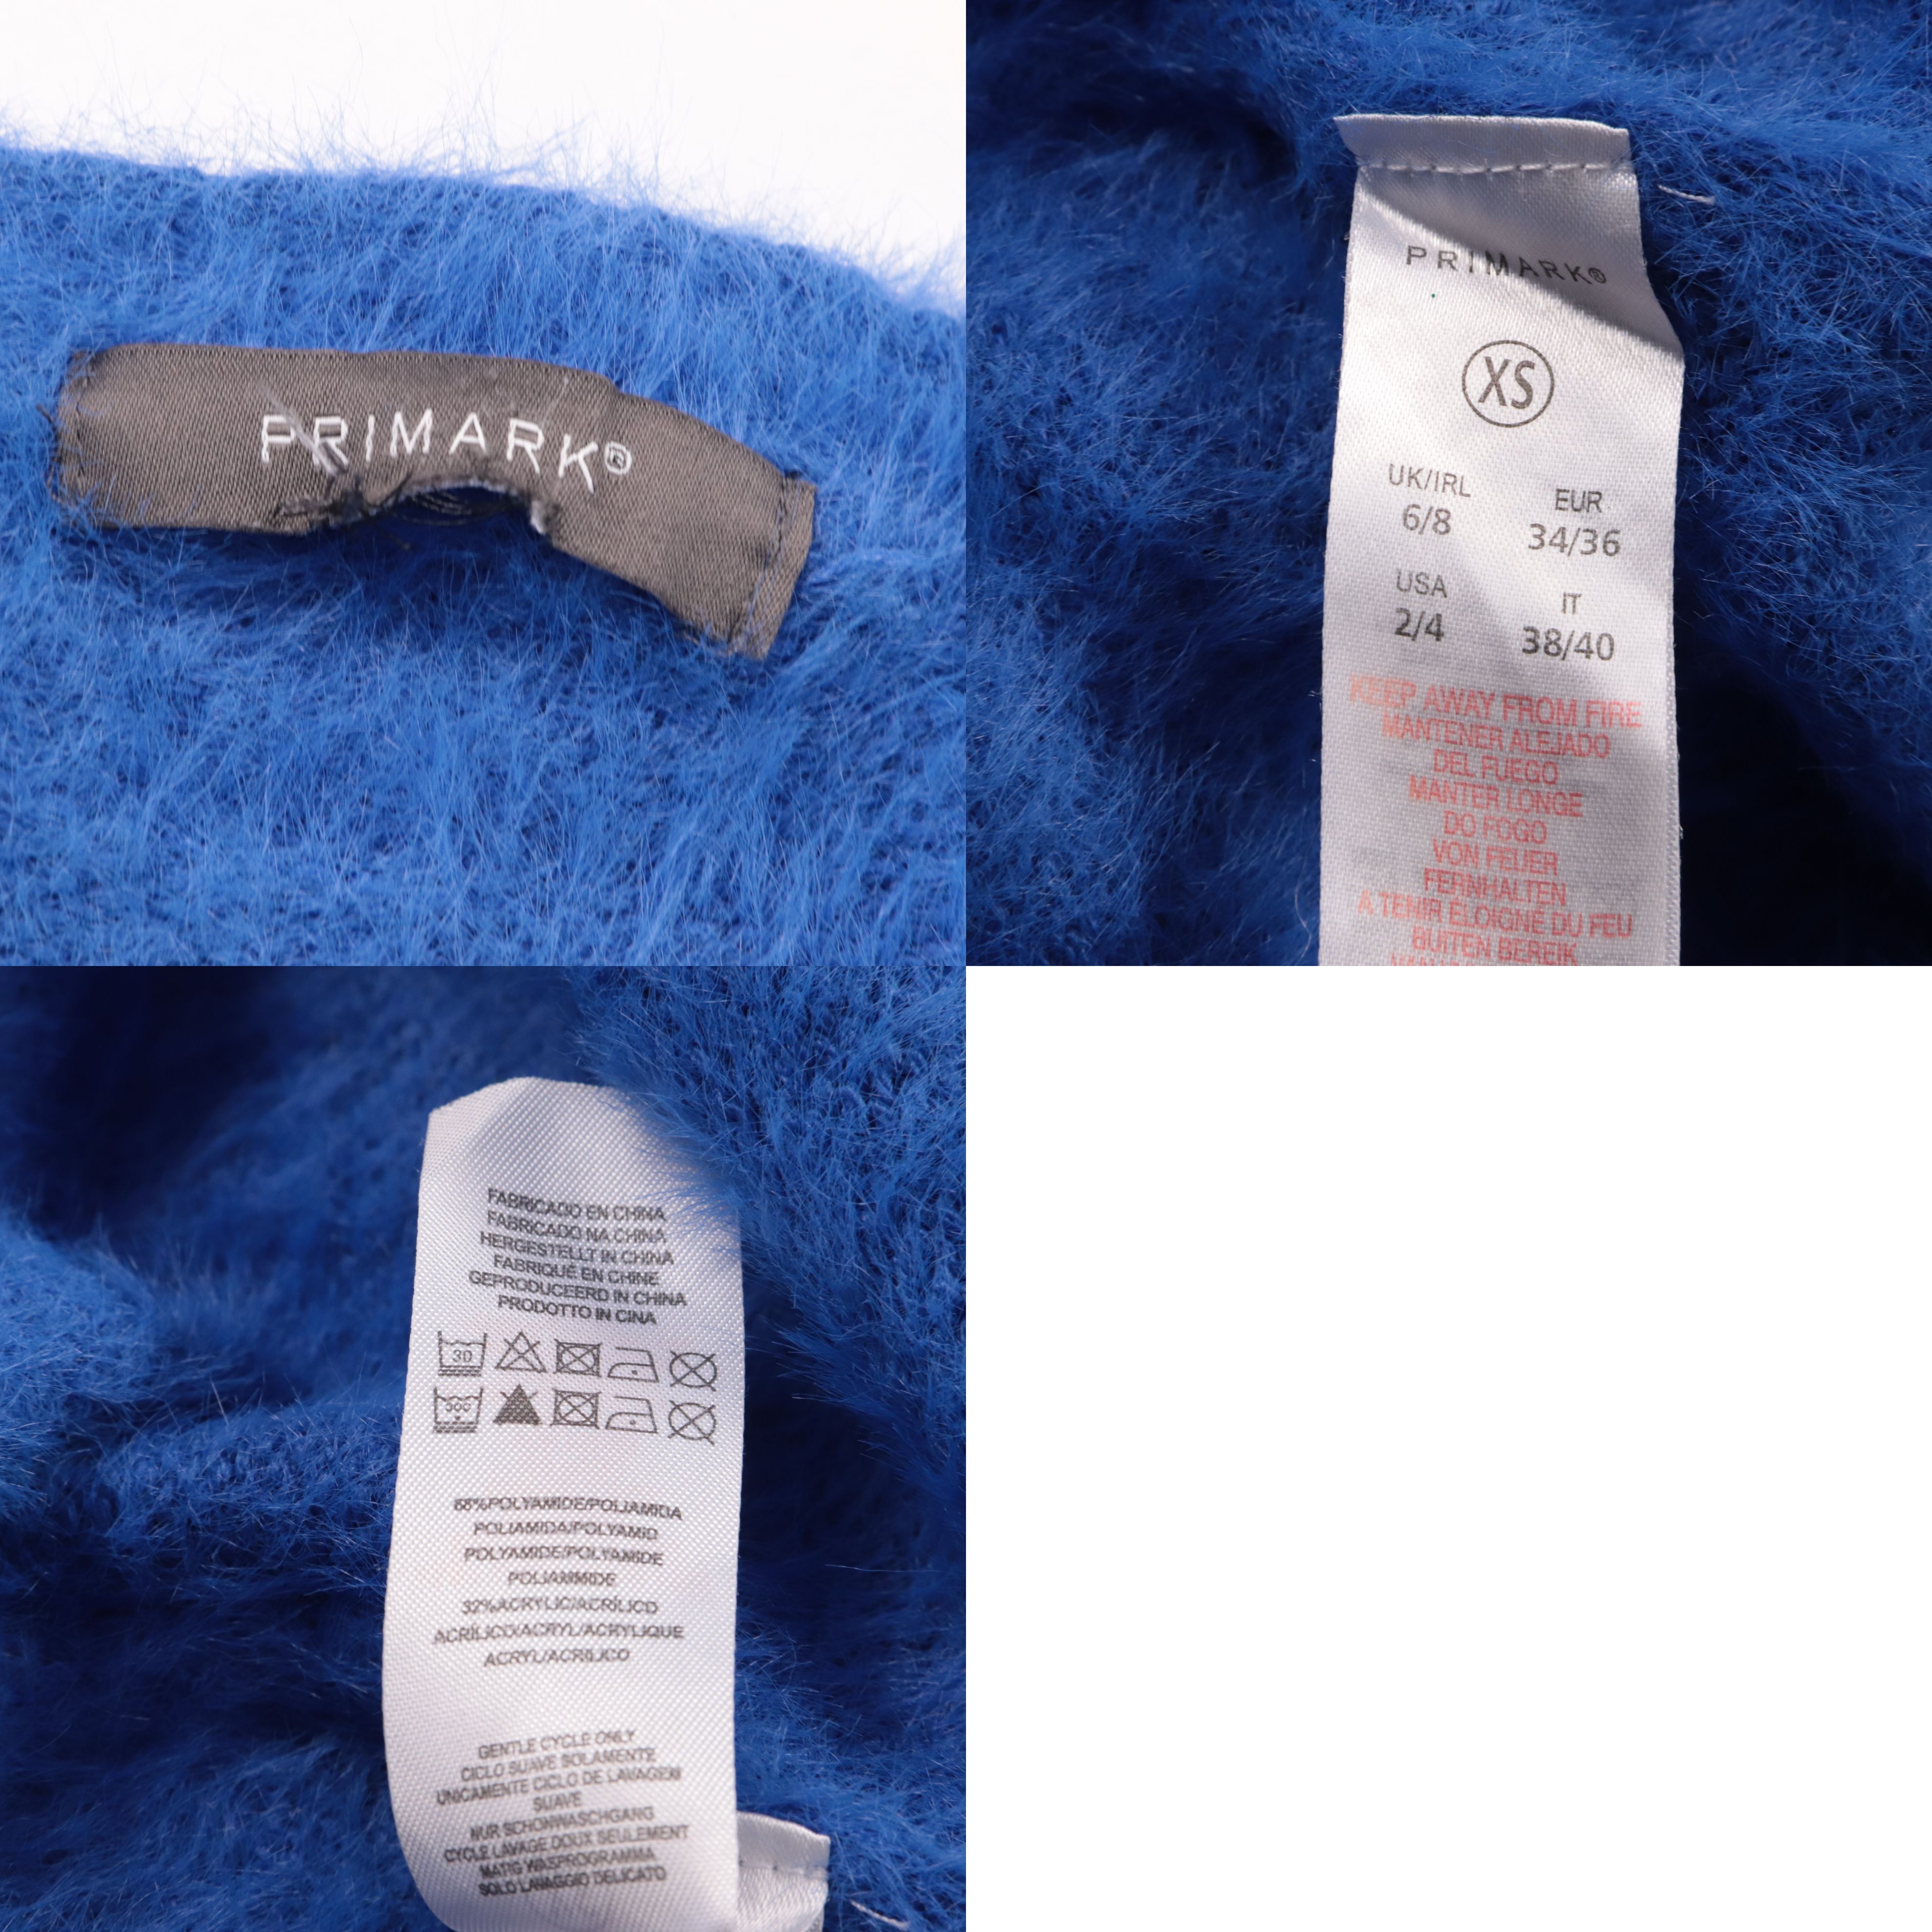 PRIMARK®
PRIMARK®
XS
UK/IRL EUR
6/8 34/36
USA IT
2/4 38/40
KEEP AWAY FROM FIRE
MANTENER ALEJADO
DEL FUEGO
MANTER LONGE
DO FOGO
VON FEUER
FERNHALTEN
A TENIR ÉLOIGNÉ DU FEU
BUITEN BEREIK
FABRICADO EN CHINA
FABRICADO NA CHINA
HERGESTELLT IN CHINA
FABRIQUÉ EN CHINE
GEPRODUCEERD IN CHINA
PRODOTTO IN CINA
30
300
68%POLYAMIDE/POLIAMIDA
POLIAMIDA/POLYAMID
POLYAMIDE/POLYAMIDE
POLIAMMIDE
32%ACRYLIC/ACRÍLICO
ACRÍLICO/ACRYL/ACRYLIQUE
ACRYL/ACRILICO
GENTLE CYCLE ONLY
CICLO SUAVE SOLAMENTE
UNICAMENTE CICLO DE LAVAGEM
SUAVE
NUR SCHONWASCHGANG
CYCLE LAVAGE DOUX SEULEMENT
MATIG WASPROGRAMMA
SOLO LAVAGGIO DELICATO